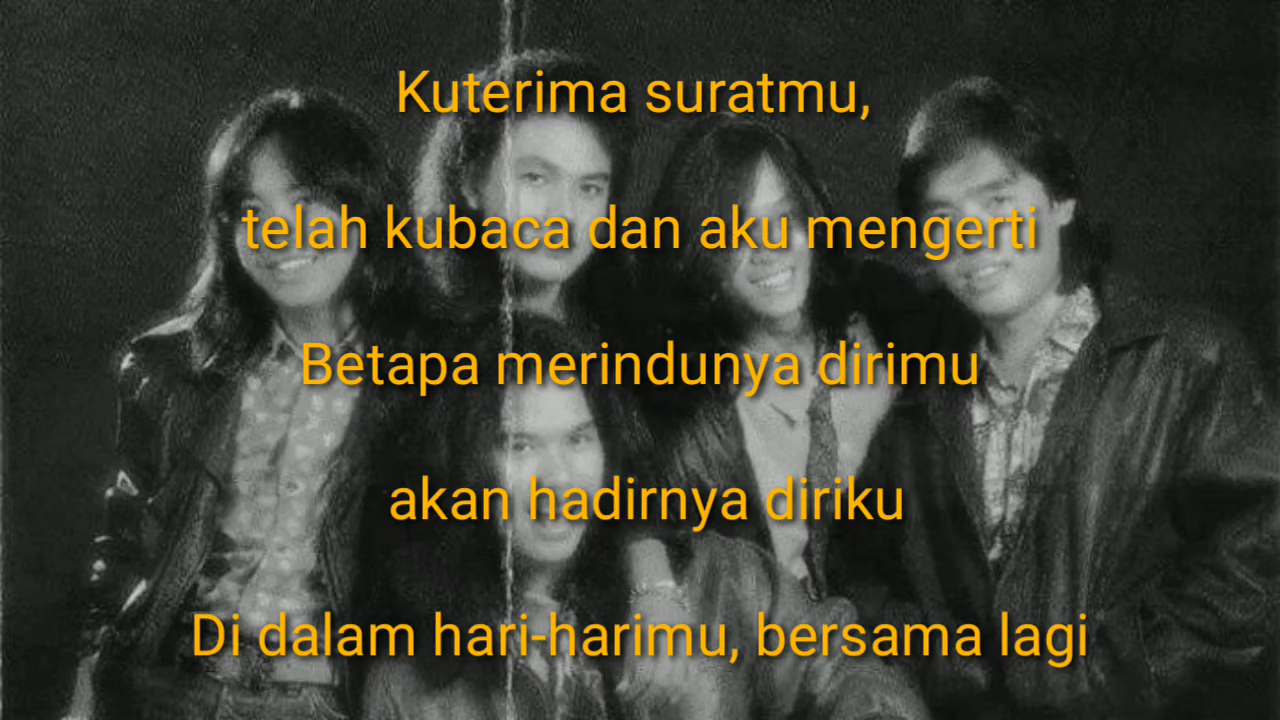 Kuterima suratmu,
telah kubaca dan aku mengerti
Betapa merindunya dirimu
akan hadirnya diriku
Di dalam hari-harimu, bersama lagi